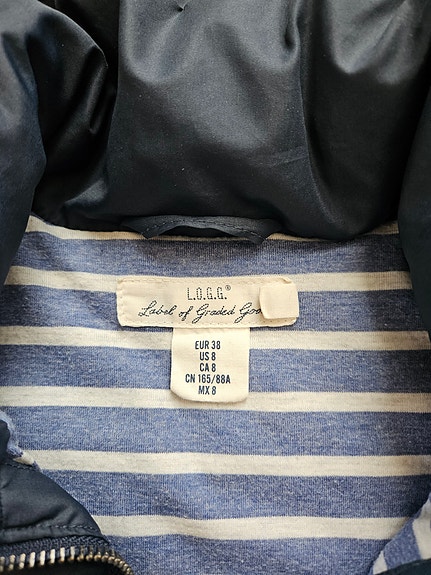 L.O.G.G.®
Label of Graded
EUR 38
US 8
CA 8
CN 165/88A
MX 8